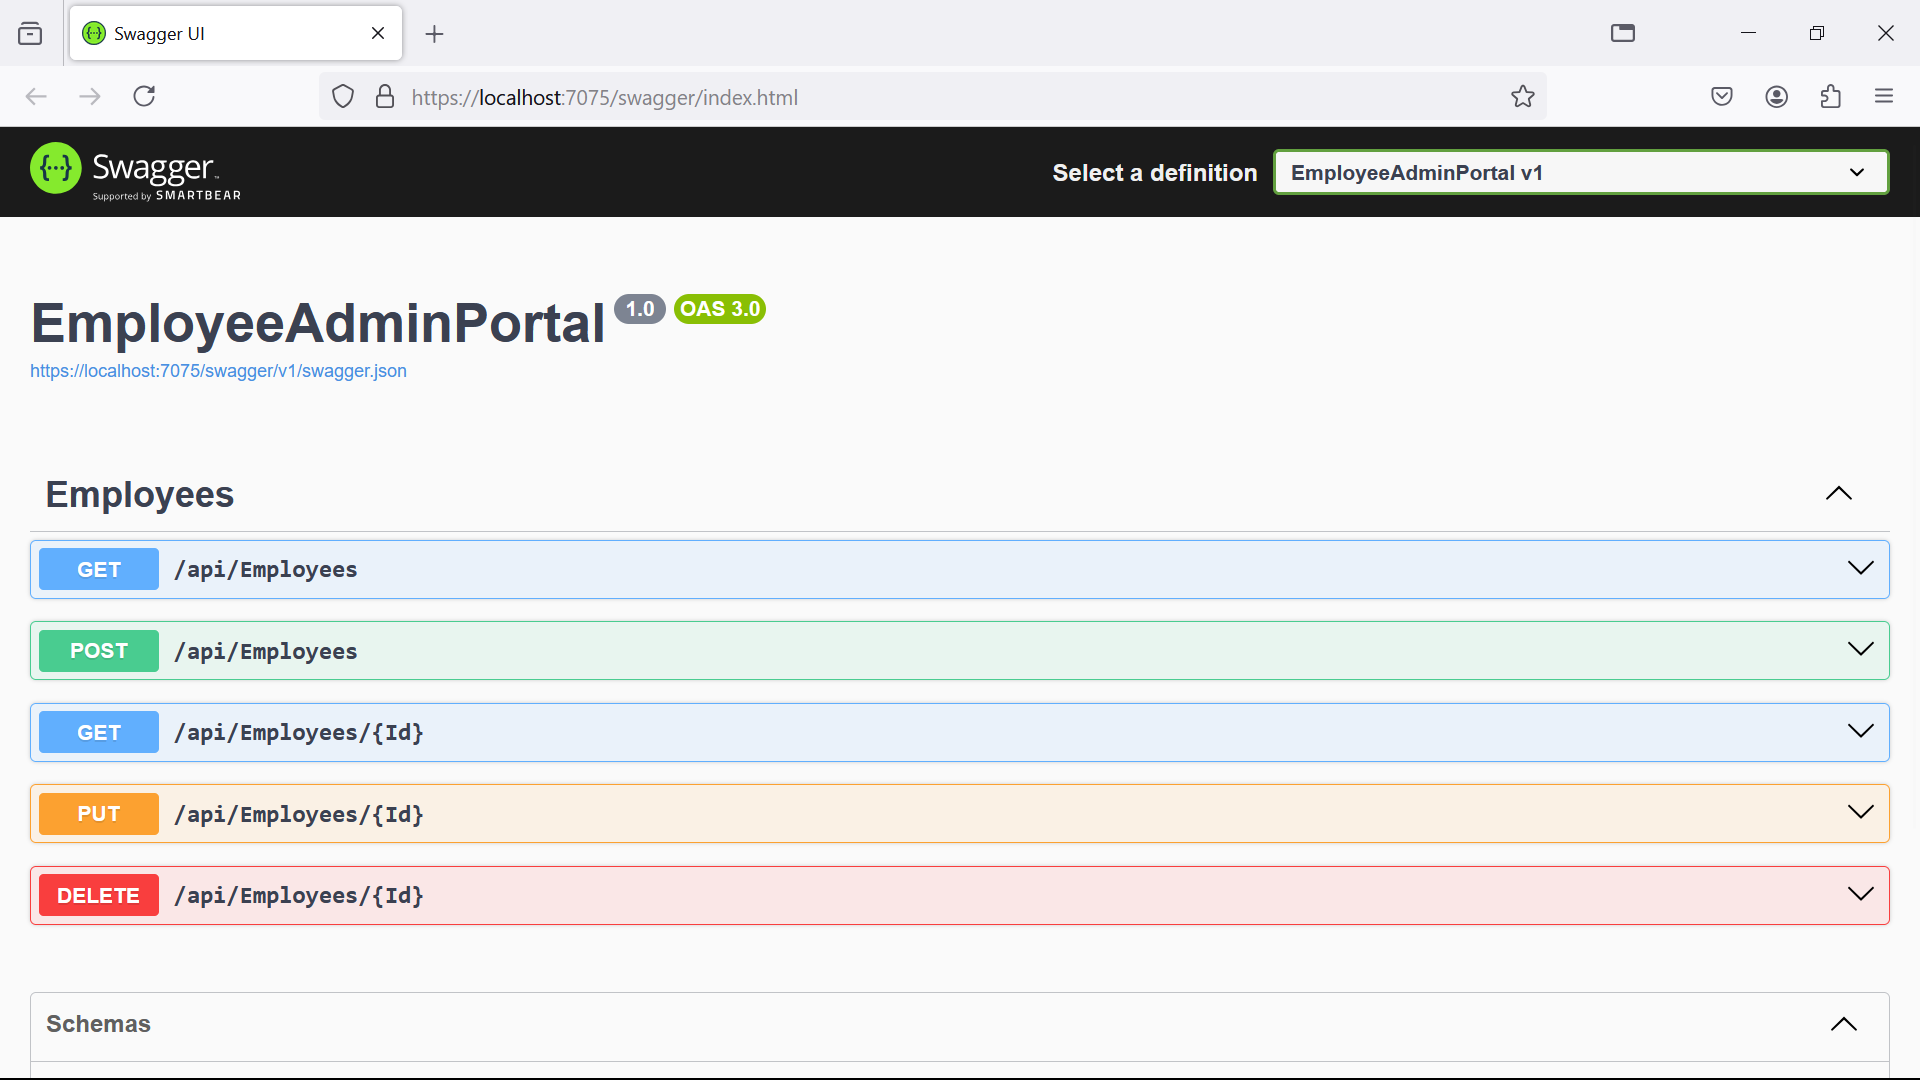 Swagger UI
https://localhost:7075/swagger/index.html
{···} Swagger™
Supported by SMARTBEAR
Select a definition
EmployeeAdminPortal v1
EmployeeAdminPortal 1.0 OAS 3.0
https://localhost:7075/swagger/v1/swagger.json
Employees
GET /api/Employees
POST /api/Employees
GET /api/Employees/{Id}
PUT /api/Employees/{Id}
DELETE /api/Employees/{Id}
Schemas